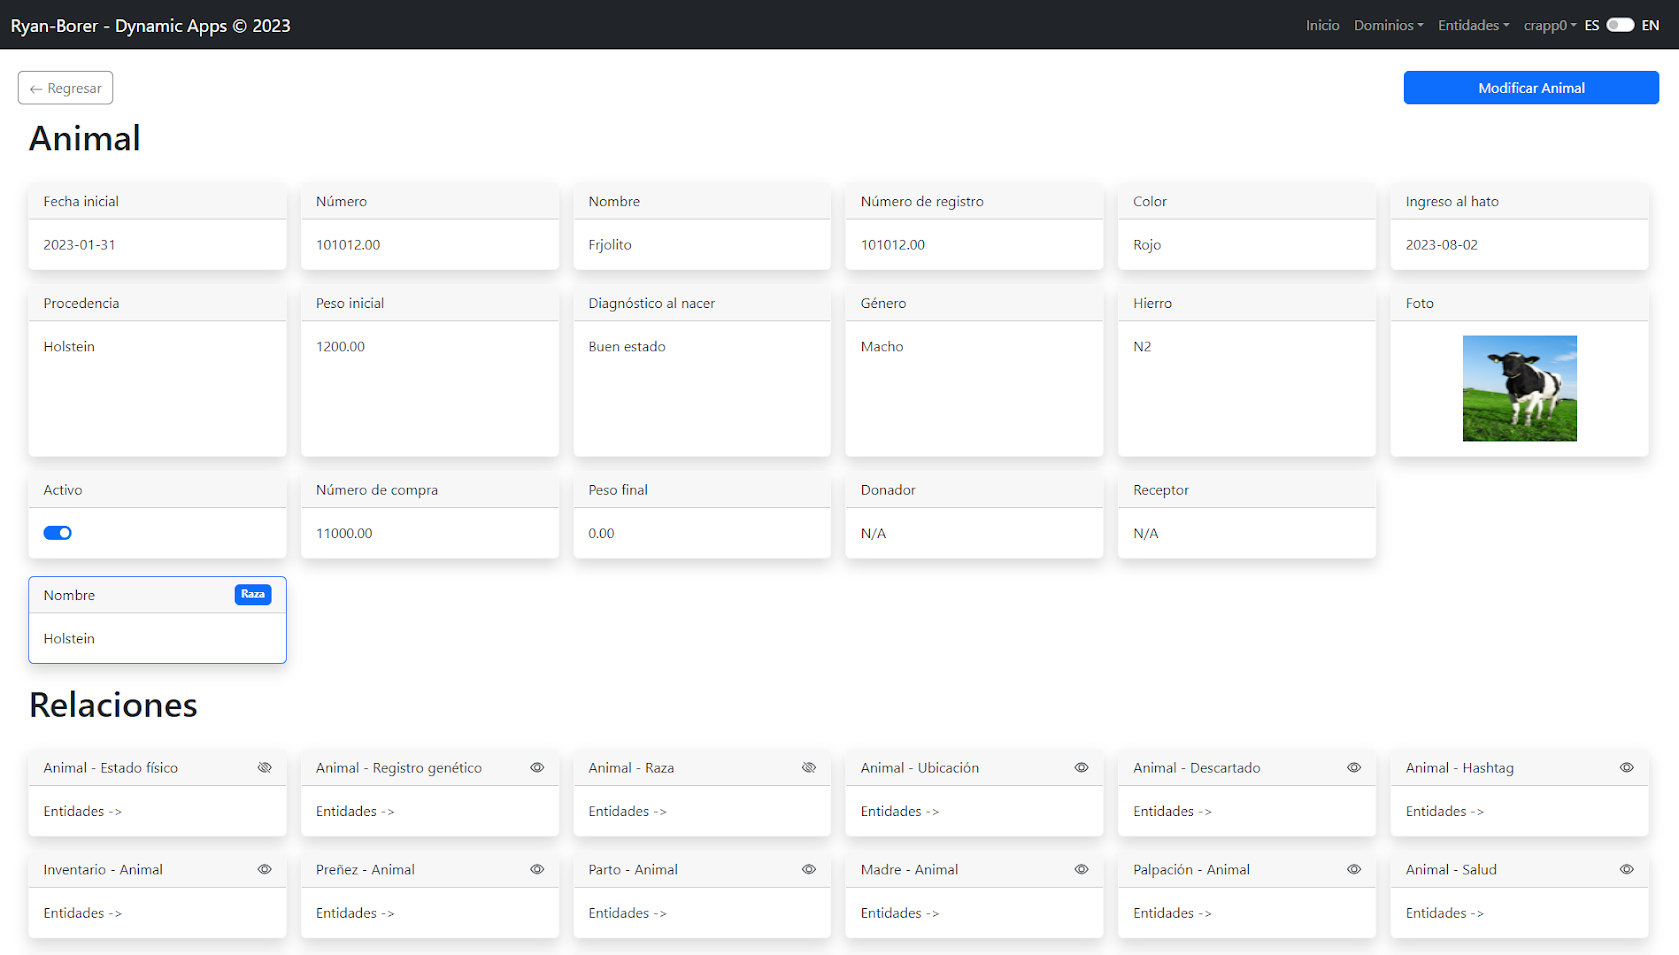 Ryan-Borer - Dynamic Apps © 2023
Inicio Dominios Entidades crapp0 ES EN
← Regresar
Modificar Animal
Animal
Fecha inicial Número Nombre Número de registro Color Ingreso al hato
2023-01-31 101012.00 Frjolito 101012.00 Rojo 2023-08-02
Procedencia Peso inicial Diagnóstico al nacer Género Hierro Foto
Holstein 1200.00 Buen estado Macho N2
Activo Número de compra Peso final Donador Receptor
11000.00 0.00 N/A N/A
Nombre Raza
Holstein
Relaciones
Animal - Estado físico Animal - Registro genético Animal - Raza Animal - Ubicación Animal - Descartado Animal - Hashtag
Entidades -> Entidades -> Entidades -> Entidades -> Entidades -> Entidades ->
Inventario - Animal Preñez - Animal Parto - Animal Madre - Animal Palpación - Animal Animal - Salud
Entidades -> Entidades -> Entidades -> Entidades -> Entidades -> Entidades ->